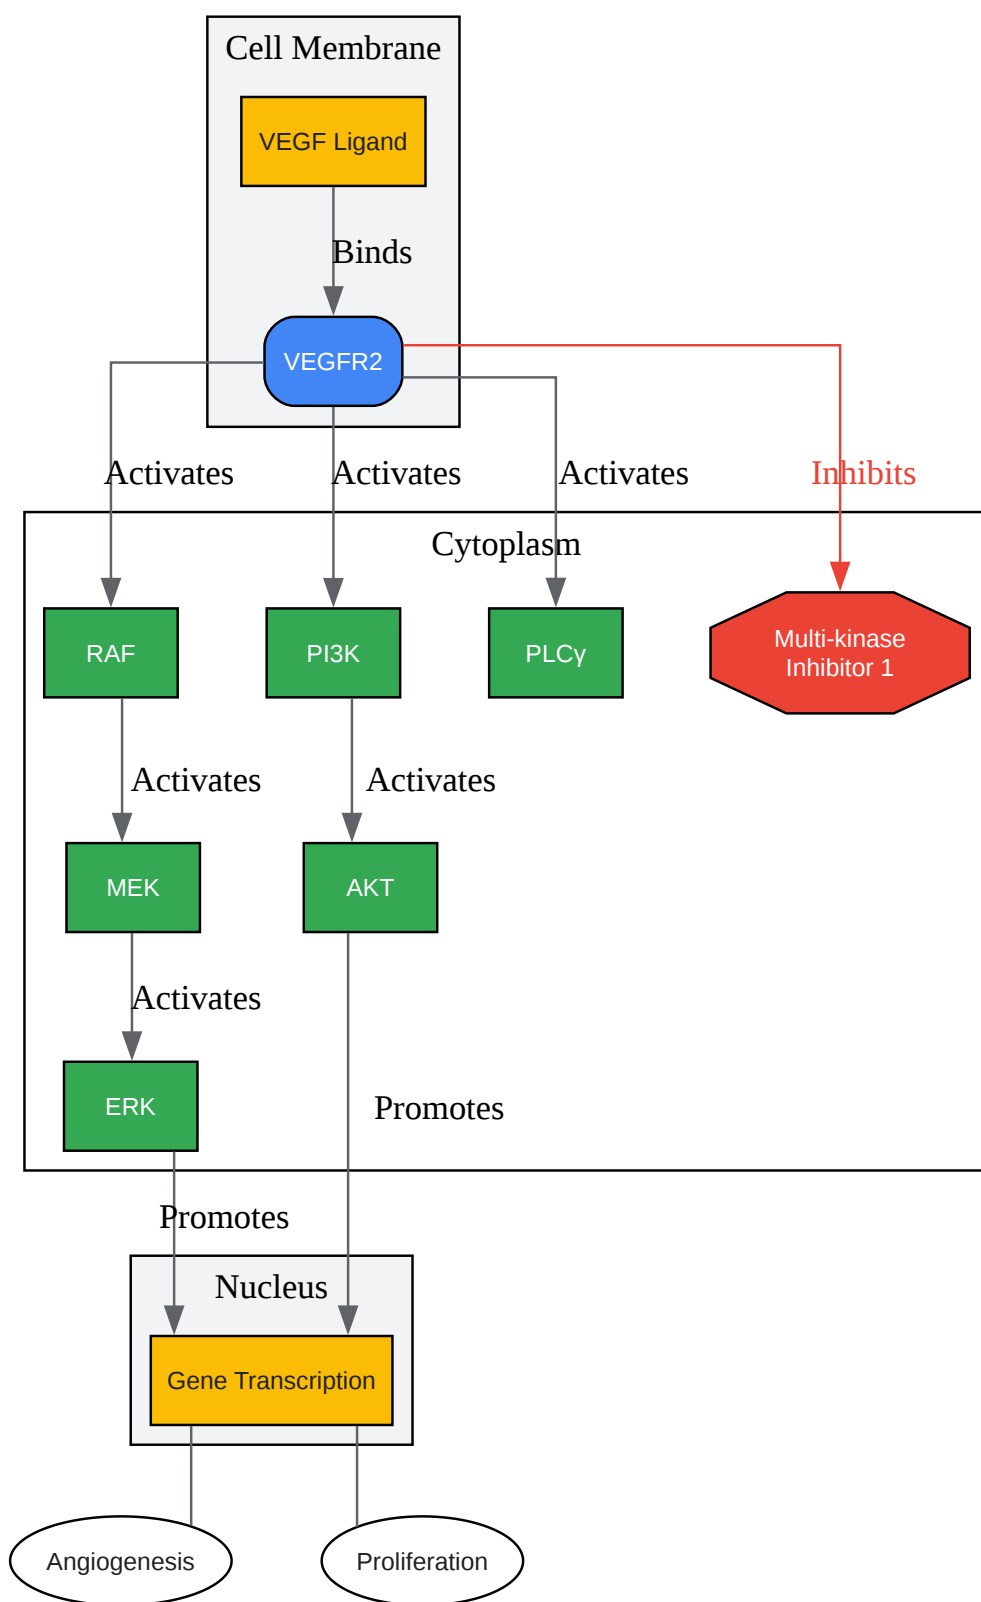 Cell Membrane
VEGF Ligand
Binds
VEGFR2
Activates
Activates
Activates
Inhibits
Cytoplasm
RAF
PI3K
PLCγ
Multi-kinase
Inhibitor 1
Activates
Activates
MEK
AKT
Activates
ERK
Promotes
Promotes
Nucleus
Gene Transcription
Angiogenesis
Proliferation